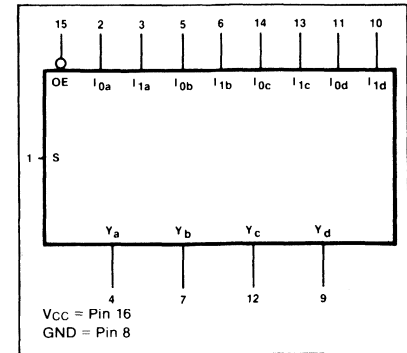 15 2 3 5 6 14 13 11 10
OE I0a I1a I0b I1b I0c I1c I0d I1d
1 S
Ya Yb Yc Yd
4 7 12 9
VCC = Pin 16
GND = Pin 8